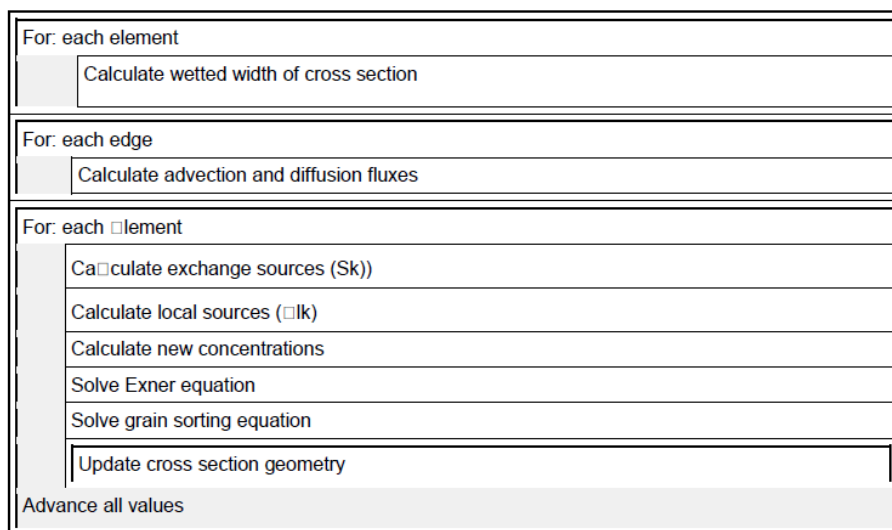 For: each element
Calculate wetted width of cross section
For: each edge
Calculate advection and diffusion fluxes
For: each □lement
Ca□culate exchange sources (Sk))
Calculate local sources (□lk)
Calculate new concentrations
Solve Exner equation
Solve grain sorting equation
Update cross section geometry
Advance all values